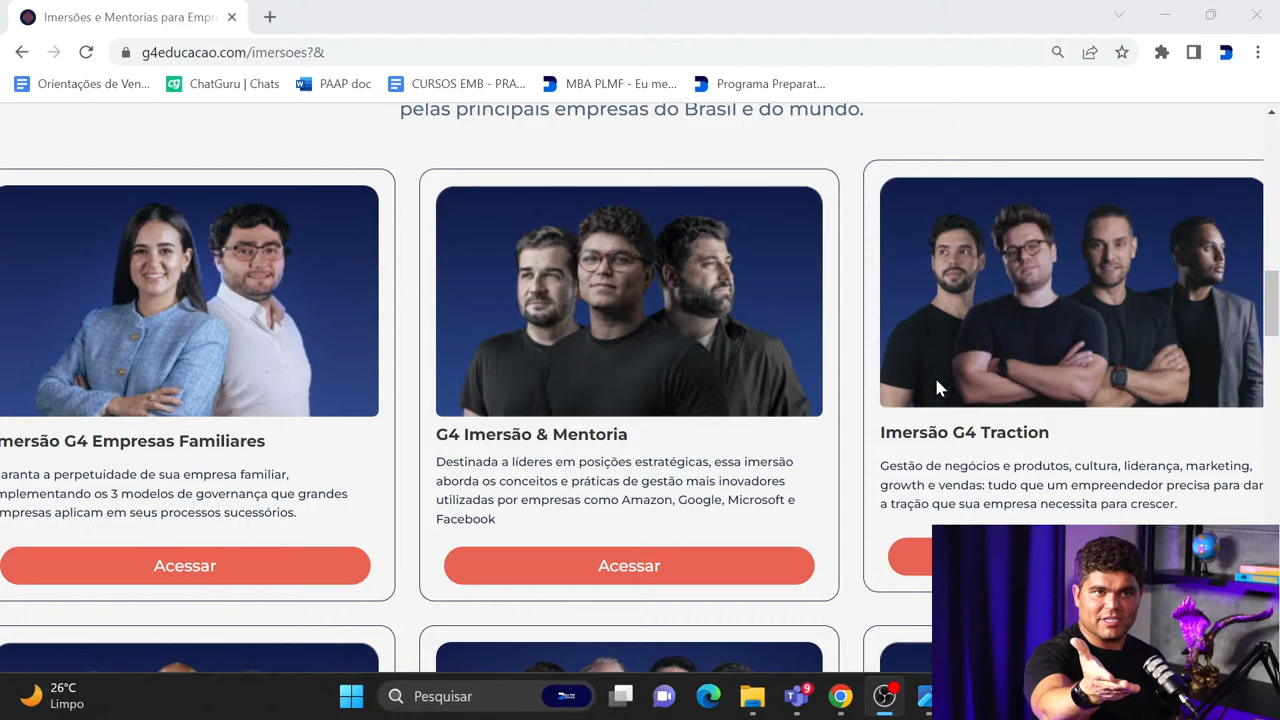 Imersões e Mentorias para Empr
g4educacao.com/imersoes?&
Orientações de Ven...
cg ChatGuru | Chats
PAAP doc
CURSOS EMB - PRA...
MBA PLMF - Eu me...
Programa Preparat...
pelas principais empresas do Brasil e do mundo.
mersão G4 Empresas Familiares
aranta a perpetuidade de sua empresa familiar,
mplementando os 3 modelos de governança que grandes
mpresas aplicam em seus processos sucessórios.
Acessar
G4 Imersão & Mentoria
Destinada a líderes em posições estratégicas, essa imersão
aborda os conceitos e práticas de gestão mais inovadores
utilizadas por empresas como Amazon, Google, Microsoft e
Facebook
Acessar
Imersão G4 Traction
Gestão de negócios e produtos, cultura, liderança, marketing,
growth e vendas: tudo que um empreendedor precisa para dar
a tração que sua empresa necessita para crescer.
26°C
Limpo
Pesquisar
9